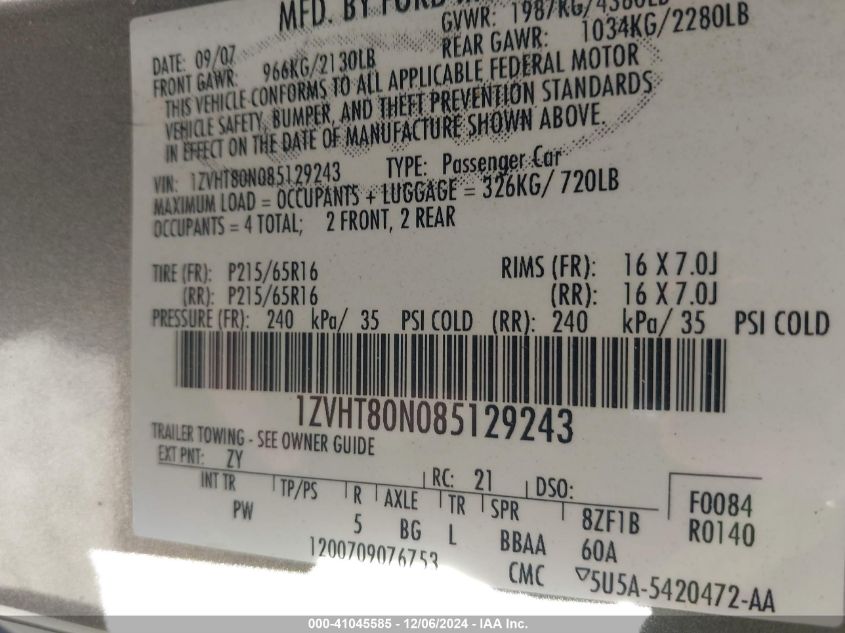 MFD. BY FORD
DATE: 09/07 GVWR: 1987KG/4380LB
FRONT GAWR: 966KG/2130LB REAR GAWR: 1034KG/2280LB
THIS VEHICLE CONFORMS TO ALL APPLICABLE FEDERAL MOTOR
VEHICLE SAFETY, BUMPER, AND THEFT PREVENTION STANDARDS
IN EFFECT ON THE DATE OF MANUFACTURE SHOWN ABOVE.
VIN: 1ZVHT80N085129243 TYPE: Passenger Car
MAXIMUM LOAD = OCCUPANTS + LUGGAGE = 326KG/ 720LB
OCCUPANTS = 4 TOTAL; 2 FRONT, 2 REAR
TIRE (FR): P215/65R16 RIMS (FR): 16 X 7.0J
(RR): P215/65R16 (RR): 16 X 7.0J
PRESSURE (FR): 240 kPa/ 35 PSI COLD (RR): 240 kPa/ 35 PSI COLD
1ZVHT80N085129243
TRAILER TOWING - SEE OWNER GUIDE
EXT PNT: ZY RC: 21 DSO: F0084
INT TR TP/PS R AXLE TR SPR 8ZF1B R0140
PW 5 BG L BBAA 60A
1200709076753 CMC ▽5U5A-5420472-AA
000-41045585 - 12/06/2024 - IAA Inc.